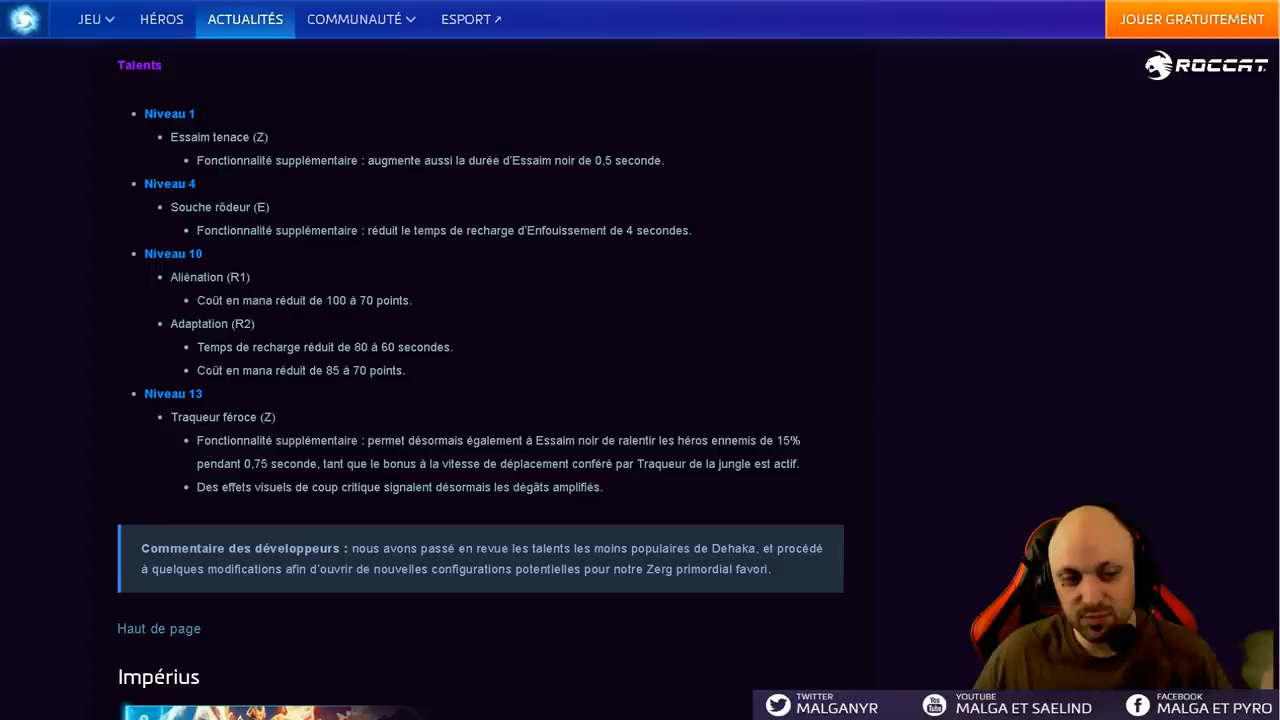 JEU
HÉROS
ACTUALITÉS
COMMUNAUTÉ
ESPORT
JOUER GRATUITEMENT
ROCCAT
Talents
Niveau 1
Essaim tenace (Z)
Fonctionnalité supplémentaire : augmente aussi la durée d'Essaim noir de 0,5 seconde.
Niveau 4
Souche rôdeur (E)
Fonctionnalité supplémentaire : réduit le temps de recharge d'Enfouissement de 4 secondes.
Niveau 10
Aliénation (R1)
Coût en mana réduit de 100 à 70 points.
Adaptation (R2)
Temps de recharge réduit de 80 à 60 secondes.
Coût en mana réduit de 85 à 70 points.
Niveau 13
Traqueur féroce (Z)
Fonctionnalité supplémentaire : permet désormais également à Essaim noir de ralentir les héros ennemis de 15%
pendant 0,75 seconde, tant que le bonus à la vitesse de déplacement conféré par Traqueur de la jungle est actif.
Des effets visuels de coup critique signalent désormais les dégâts amplifiés.
Commentaire des développeurs : nous avons passé en revue les talents les moins populaires de Dehaka, et procédé
à quelques modifications afin d'ouvrir de nouvelles configurations potentielles pour notre Zerg primordial favori.
Haut de page
Impérius
TWITTER
MALGANYR
YOUTUBE
MALGA ET SAELIND
FACEBOOK
MALGA ET PYRO